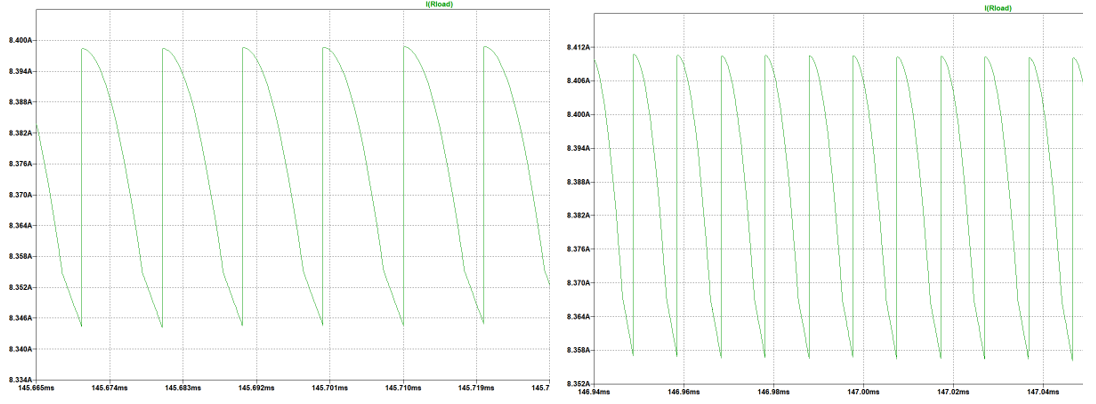 I(Rload)
8.400A
8.394A
8.388A
8.382A
8.376A
8.370A
8.364A
8.358A
8.352A
8.346A
8.340A
8.334A
145.665ms
145.674ms
145.683ms
145.692ms
145.701ms
145.710ms
145.719ms
145.7
I(Rload)
8.412A
8.406A
8.400A
8.394A
8.388A
8.382A
8.376A
8.370A
8.364A
8.358A
8.352A
146.94ms
146.96ms
146.98ms
147.00ms
147.02ms
147.04ms